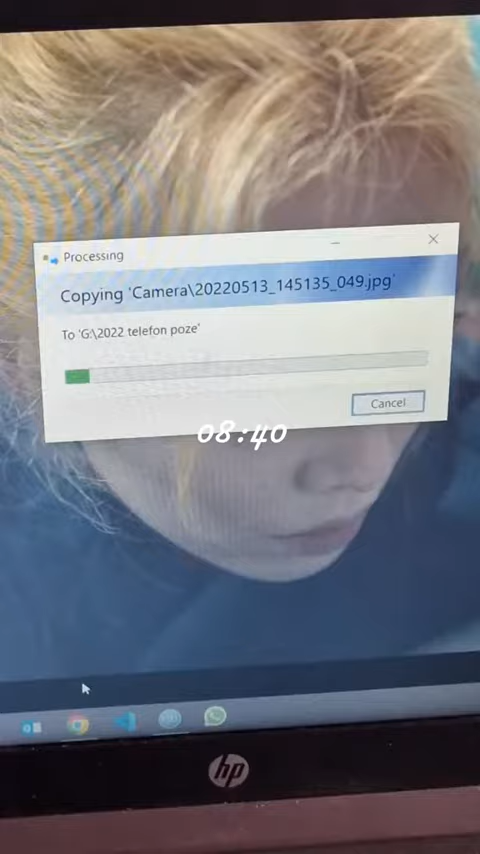 Processing
Copying 'Camera\20220513_145135_049.jpg'
To 'G:\2022 telefon poze'
Cancel
08:40
hp